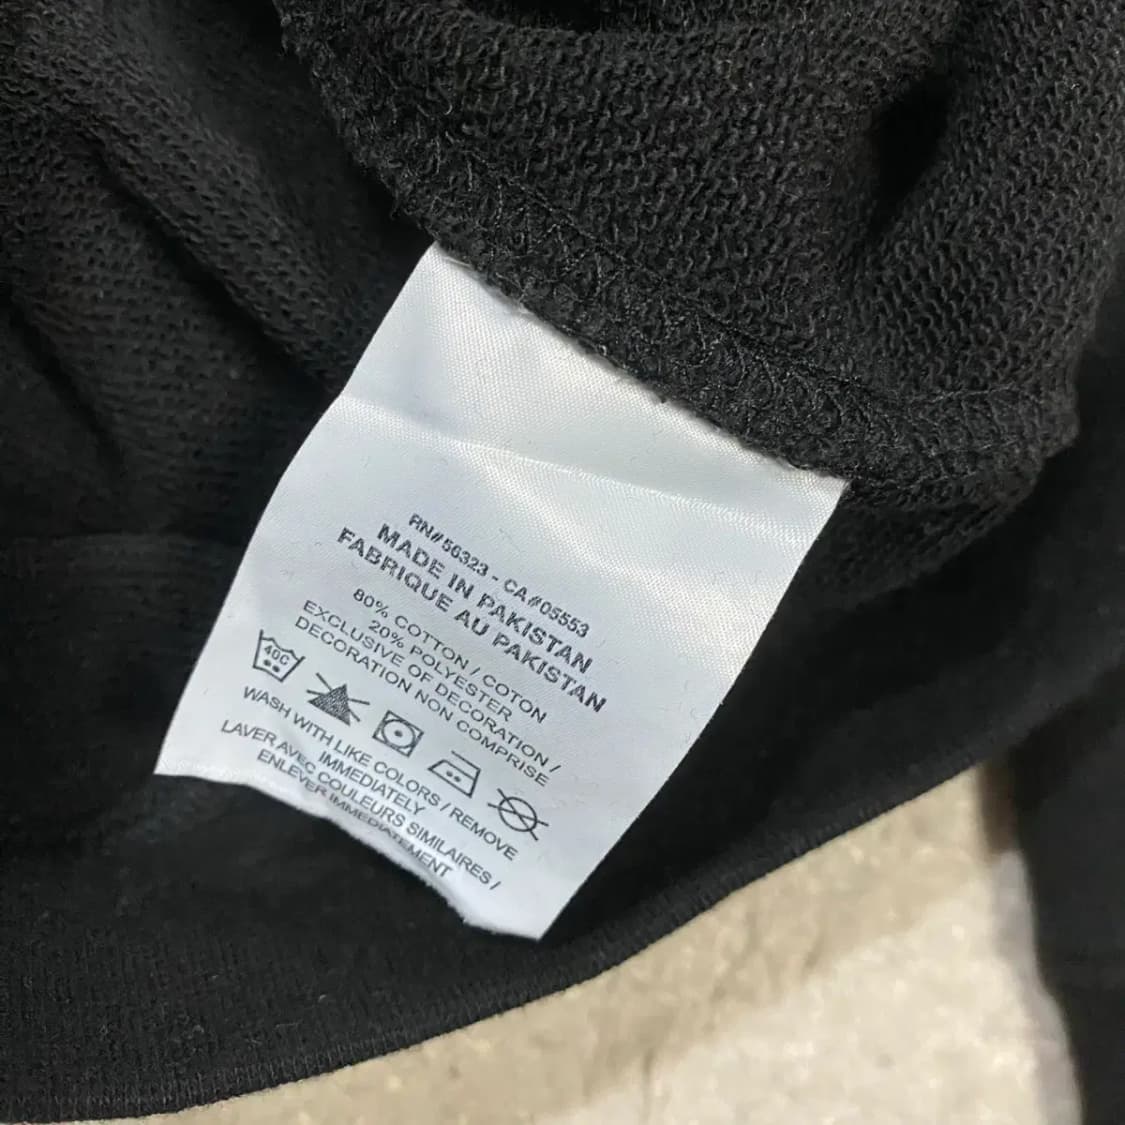 RN#56323 - CA#05553
MADE IN PAKISTAN
FABRIQUE AU PAKISTAN
80% COTTON / COTON
20% POLYESTER
EXCLUSIVE OF DECORATION /
DECORATION NON COMPRISE
40C
WASH WITH LIKE COLORS / REMOVE
IMMEDIATELY
LAVER AVEC COULEURS SIMILAIRES /
ENLEVER IMMEDIATEMENT